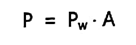 P = P_w · A